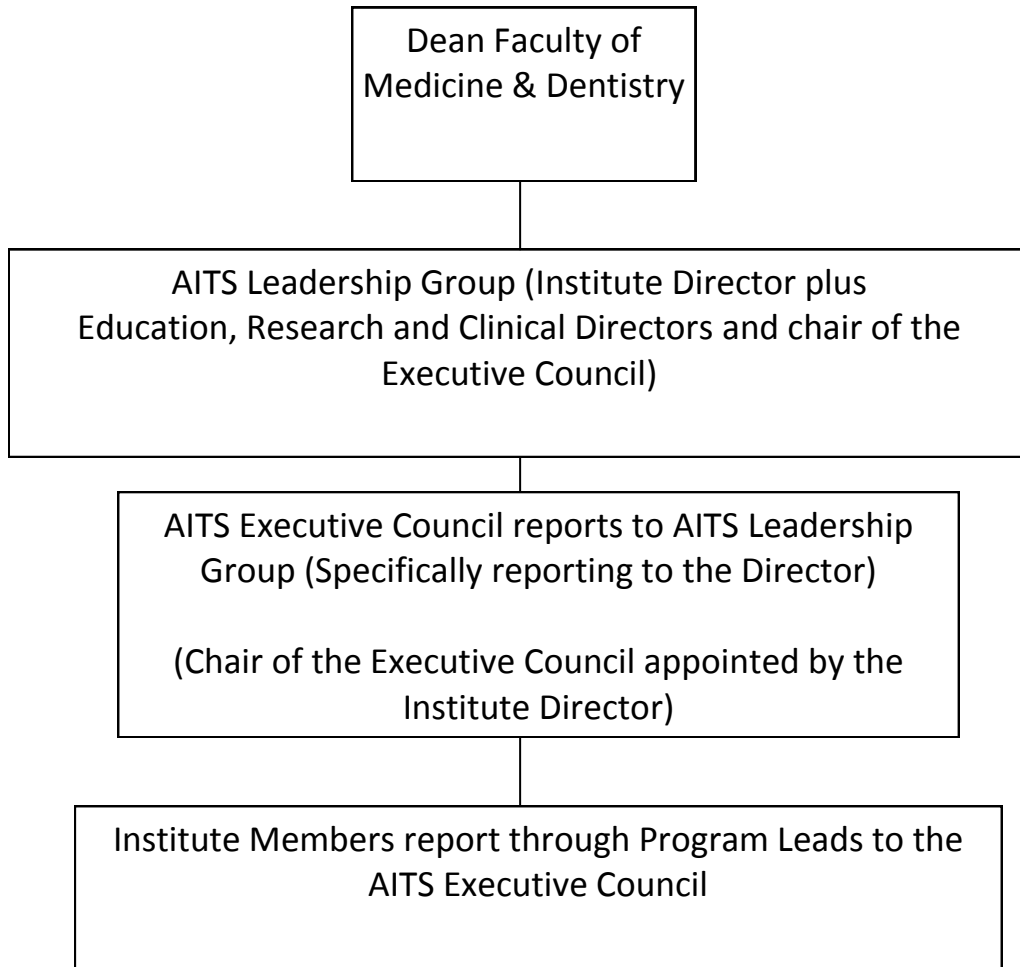 Dean Faculty of
Medicine & Dentistry
AITS Leadership Group (Institute Director plus
Education, Research and Clinical Directors and chair of the
Executive Council)
AITS Executive Council reports to AITS Leadership
Group (Specifically reporting to the Director)
(Chair of the Executive Council appointed by the
Institute Director)
Institute Members report through Program Leads to the
AITS Executive Council